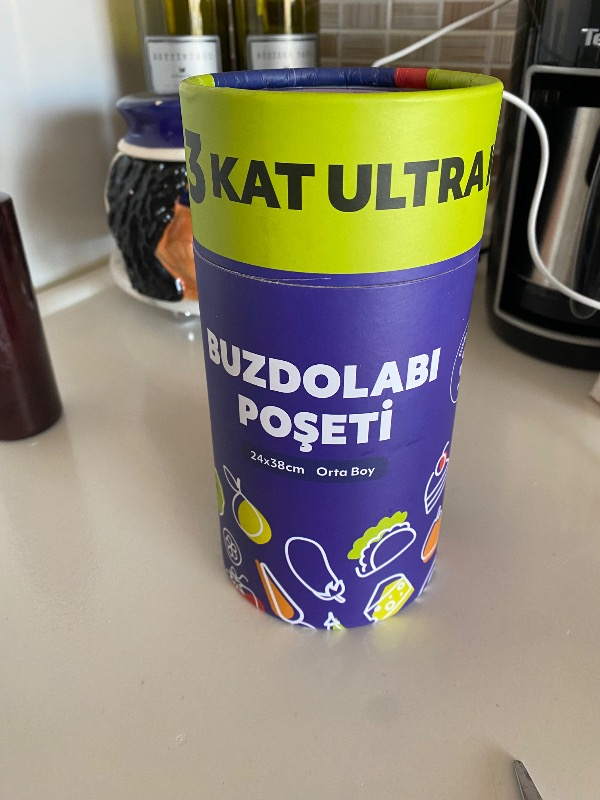 3 KAT ULTRA
BUZDOLABI
POŞETİ
24x38cm Orta Boy